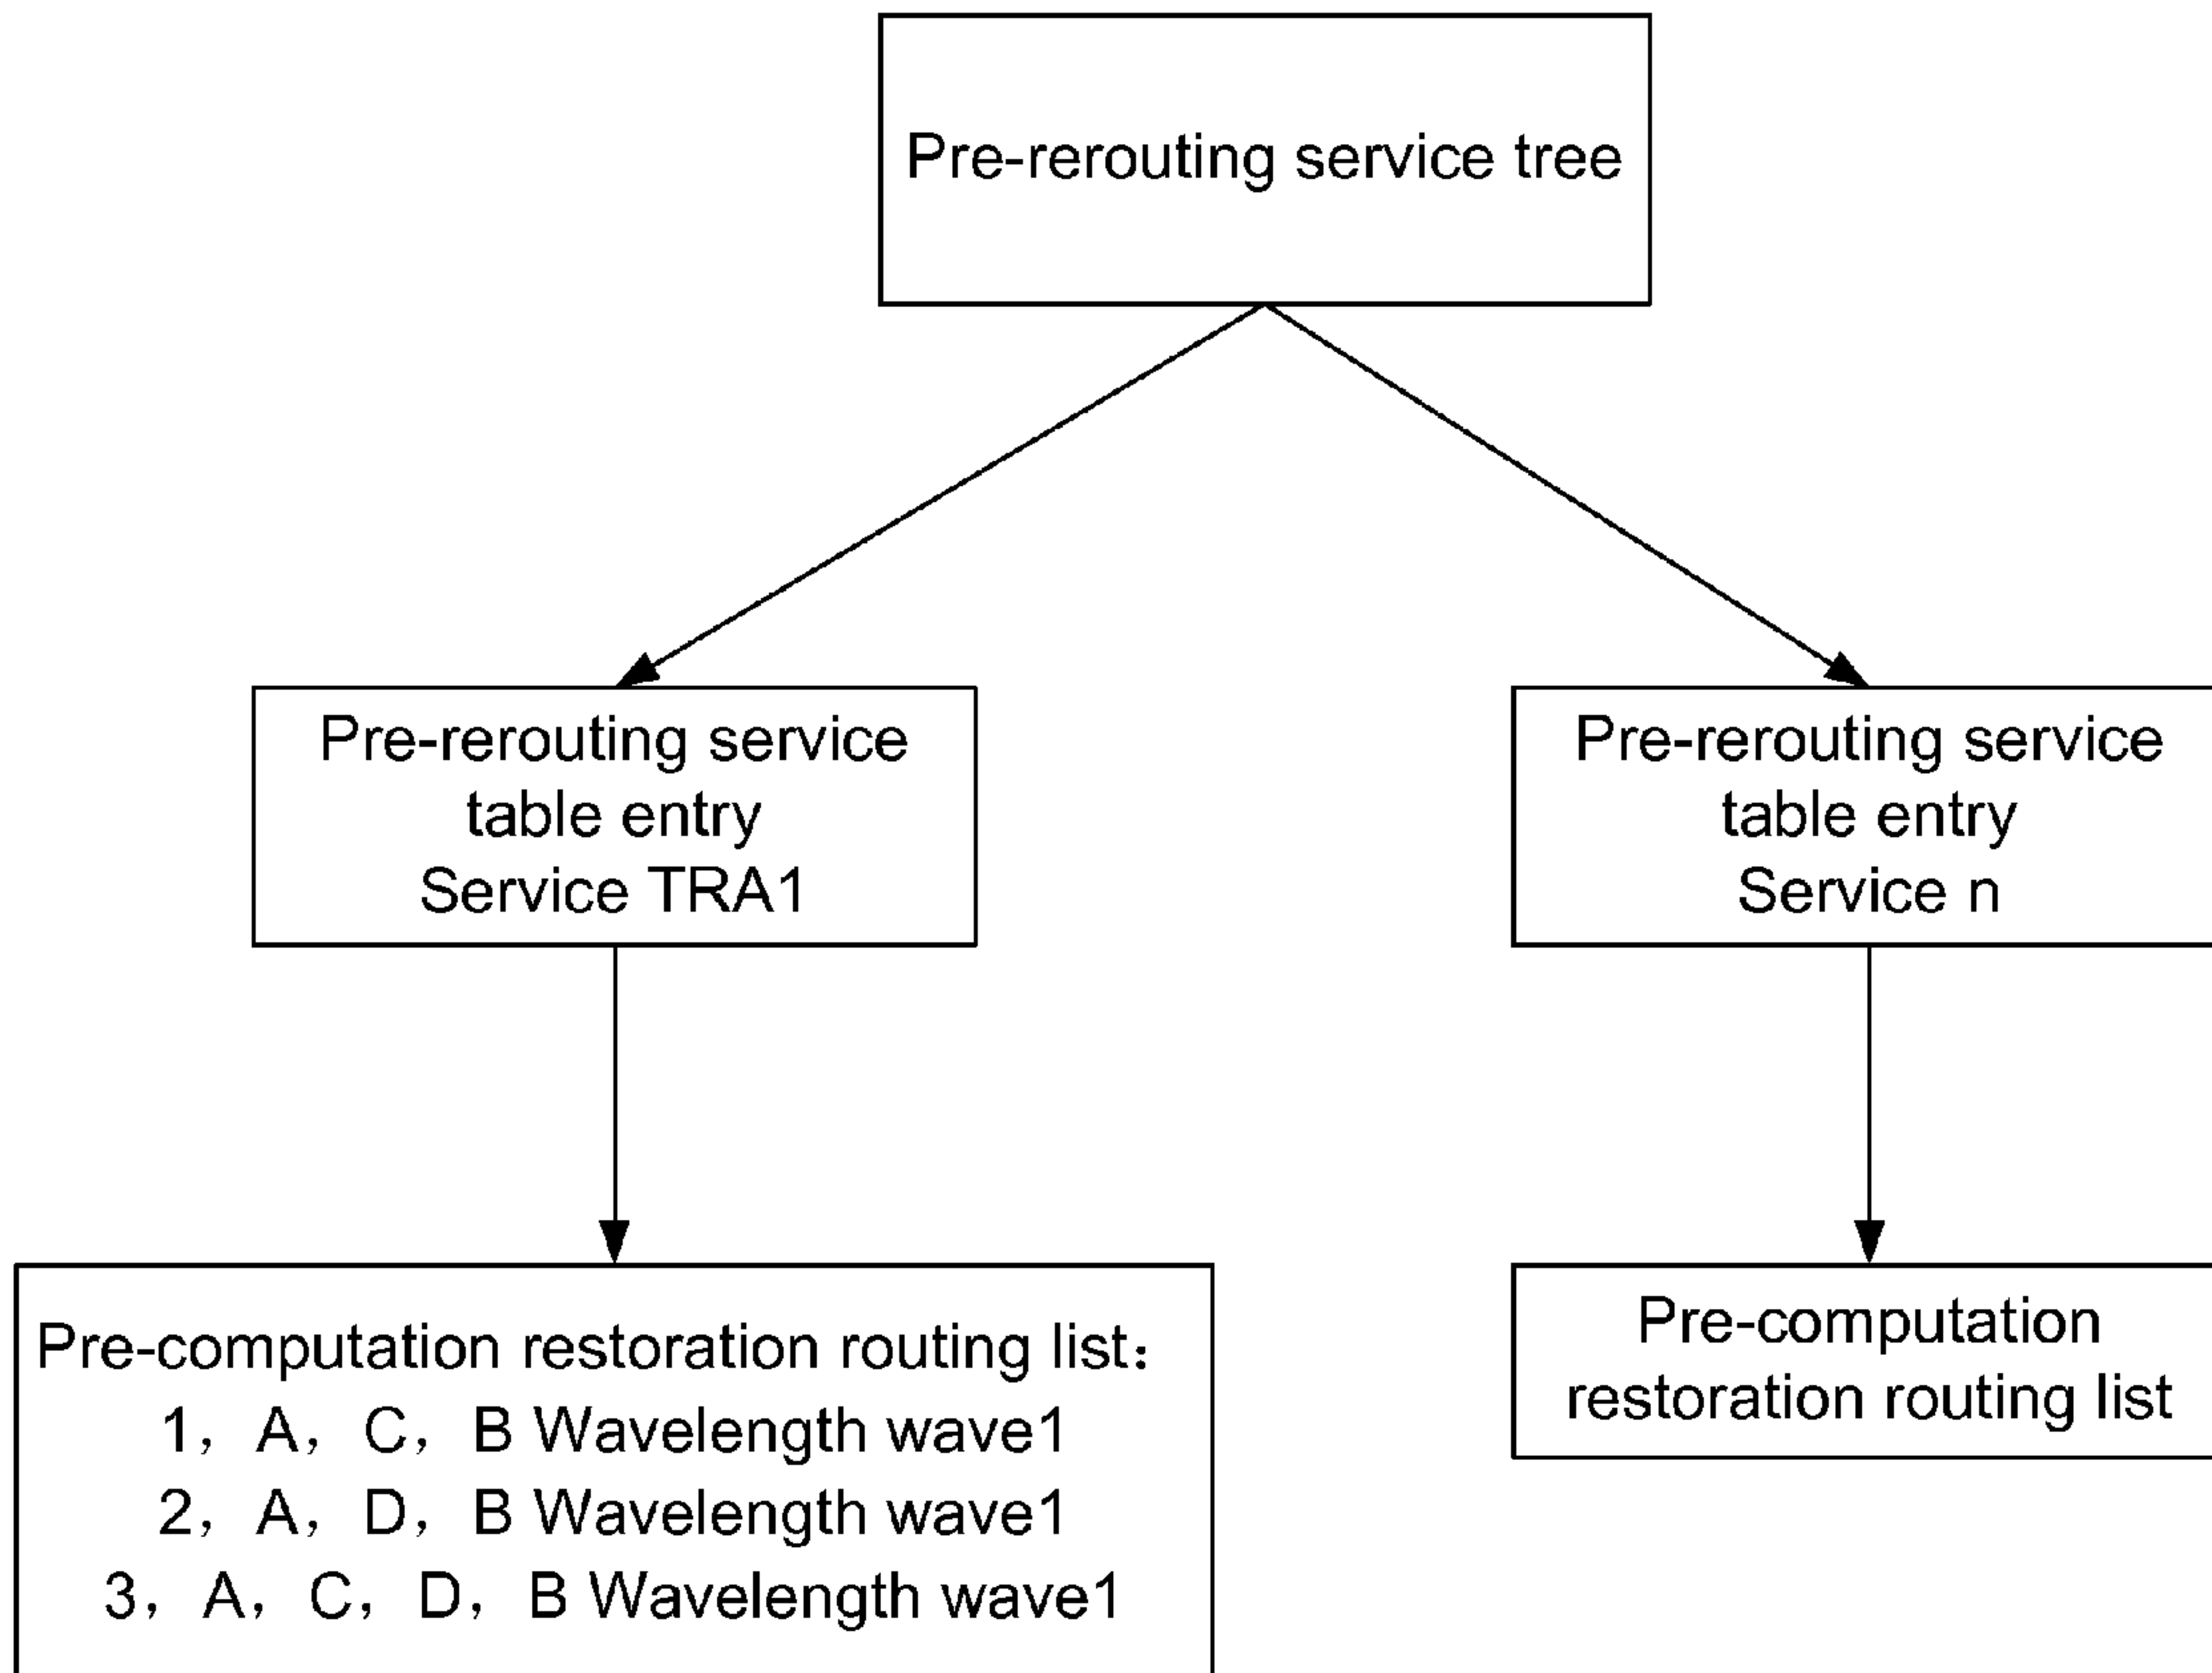 Pre-rerouting service tree
Pre-rerouting service
table entry
Service TRA1
Pre-rerouting service
table entry
Service n
Pre-computation restoration routing list：
1，A，C，B Wavelength wave1
2，A，D，B Wavelength wave1
3，A，C，D，B Wavelength wave1
Pre-computation
restoration routing list